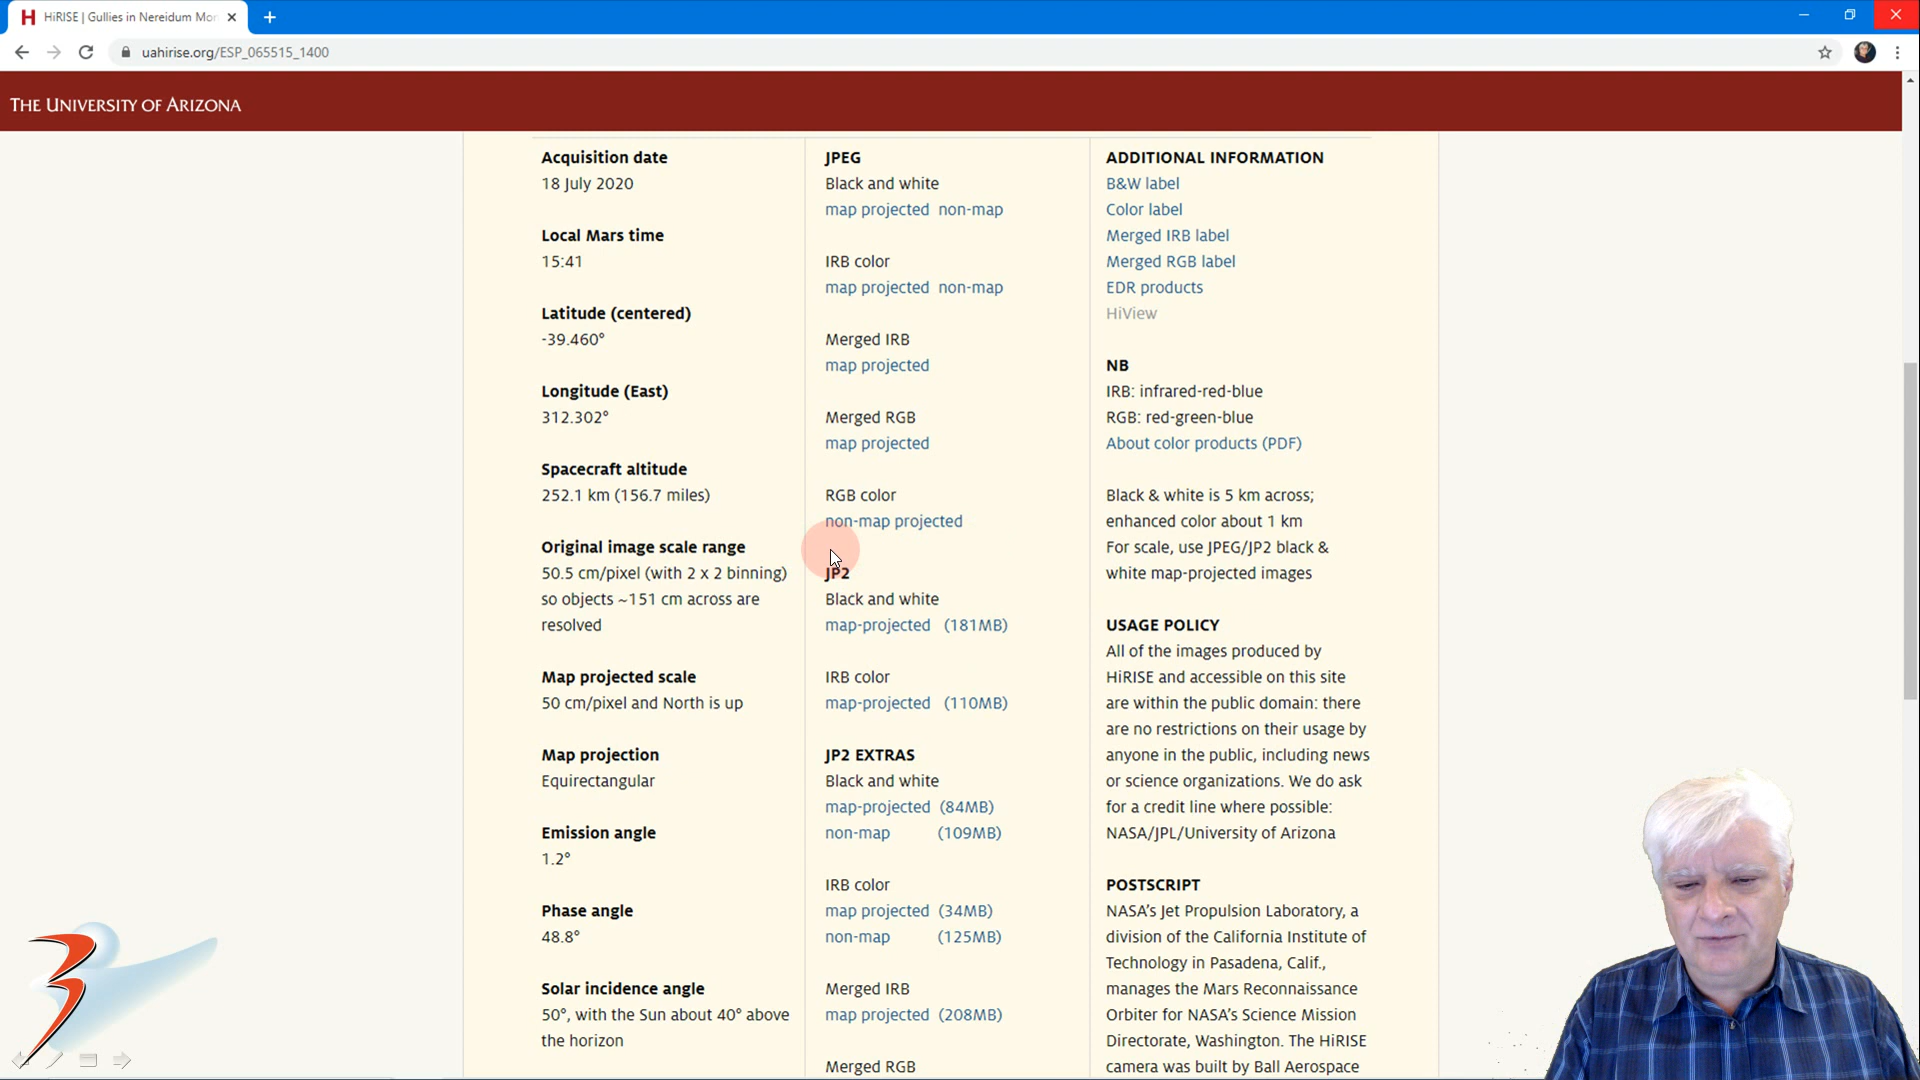 HiRISE | Gullies in Nereidum Mon
uahirise.org/ESP_065515_1400
THE UNIVERSITY OF ARIZONA
Acquisition date
18 July 2020
Local Mars time
15:41
Latitude (centered)
-39.460°
Longitude (East)
312.302°
Spacecraft altitude
252.1 km (156.7 miles)
Original image scale range
50.5 cm/pixel (with 2 x 2 binning)
so objects ~151 cm across are
resolved
Map projected scale
50 cm/pixel and North is up
Map projection
Equirectangular
Emission angle
1.2°
Phase angle
48.8°
Solar incidence angle
50°, with the Sun about 40° above
the horizon
JPEG
Black and white
map projected non-map
IRB color
map projected non-map
Merged IRB
map projected
Merged RGB
map projected
RGB color
non-map projected
JP2
Black and white
map-projected (181MB)
IRB color
map-projected (110MB)
JP2 EXTRAS
Black and white
map-projected (84MB)
non-map (109MB)
IRB color
map projected (34MB)
non-map (125MB)
Merged IRB
map projected (208MB)
Merged RGB
ADDITIONAL INFORMATION
B&W label
Color label
Merged IRB label
Merged RGB label
EDR products
HiView
NB
IRB: infrared-red-blue
RGB: red-green-blue
About color products (PDF)
Black & white is 5 km across;
enhanced color about 1 km
For scale, use JPEG/JP2 black &
white map-projected images
USAGE POLICY
All of the images produced by
HiRISE and accessible on this site
are within the public domain: there
are no restrictions on their usage by
anyone in the public, including news
or science organizations. We do ask
for a credit line where possible:
NASA/JPL/University of Arizona
POSTSCRIPT
NASA’s Jet Propulsion Laboratory, a
division of the California Institute of
Technology in Pasadena, Calif.,
manages the Mars Reconnaissance
Orbiter for NASA’s Science Mission
Directorate, Washington. The HiRISE
camera was built by Ball Aerospace